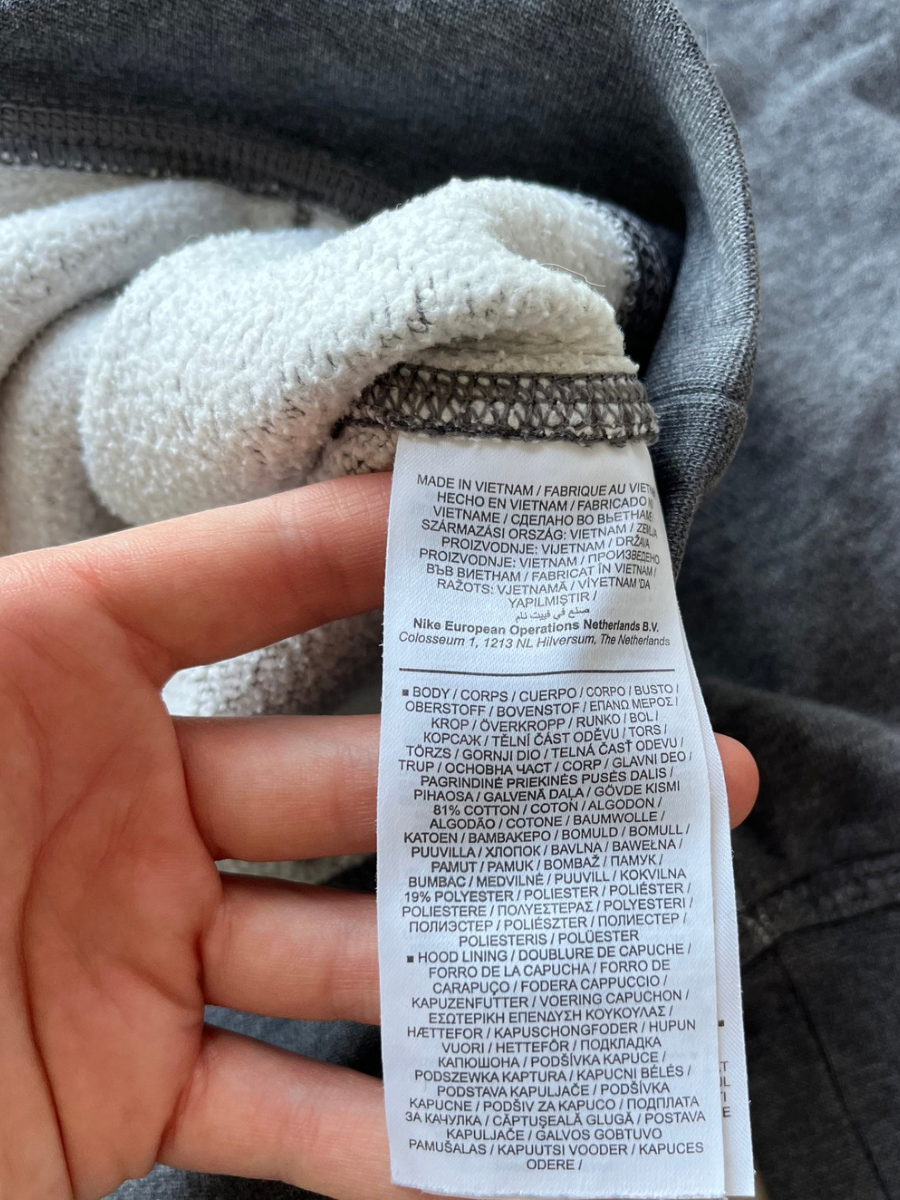 MADE IN VIETNAM / FABRIQUE AU
HECHO EN VIETNAM / FABRICADO
VIETNAME / СДЕЛАНО ВО ВЬЕТНАМЕ
SZÁRMAZÁSI ORSZÁG: VIETNAM /
PROIZVODNJE: VIJETNAM / DRŽAVA
PROIZVODNJE: VIETNAM / ПРОИЗВЕДЕНО
ВЪВ ВИЕТНАМ / FABRICAT ÎN VIETNAM /
RAŽOTS: VJETNAMĀ / VİYETNAM'DA
YAPILMIŞTIR /
صنع في فييت نام
Nike European Operations Netherlands B.V.
Colosseum 1, 1213 NL Hilversum, The Netherlands
■ BODY / CORPS / CUERPO / CORPO / BUSTO /
OBERSTOFF / BOVENSTOF / ΕΠΑΝΩ ΜΕΡΟΣ /
KROP / ÖVERKROPP / RUNKO / BOL /
КОРСАЖ / TĚLNÍ ČÁST ODĚVU / TORS /
TÖRZS / GORNJI DIO / TELNÁ ČASŤ ODEVU /
TRUP / ОСНОВНА ЧАСТ / CORP / GLAVNI DEO /
PAGRINDINĖ PRIEKINĖS PUSĖS DALIS /
PIHAOSA / GALVENĀ DAĻA / GÖVDE KISMI
81% COTTON / COTON / ALGODON /
ALGODÃO / COTONE / BAUMWOLLE /
KATOEN / ΒΑΜΒΑΚΕΡΟ / BOMULD / BOMULL /
PUUVILLA / ХЛОПОК / BAVLNA / BAWEŁNA /
PAMUT / PAMUK / BOMBAŽ / ПАМУК /
BUMBAC / MEDVILNĖ / PUUVILL / KOKVILNA
19% POLYESTER / POLIESTER / POLIÉSTER /
POLIESTERE / ΠΟΛΥΕΣΤΕΡΑΣ / POLYESTERI /
ПОЛИЭСТЕР / POLIÉSZTER / ПОЛИЕСТЕР /
POLIESTERIS / POLÜESTER
■ HOOD LINING / DOUBLURE DE CAPUCHE /
FORRO DE LA CAPUCHA / FORRO DE
CARAPUÇO / FODERA CAPPUCCIO /
KAPUZENFUTTER / VOERING CAPUCHON /
ΕΣΩΤΕΡΙΚΗ ΕΠΕΝΔΥΣΗ ΚΟΥΚΟΥΛΑΣ /
HÆTTEFOR / KAPUSCHONGFODER / HUPUN
VUORI / HETTEFÔR / ПОДКЛАДКА
КАПЮШОНА / PODŠÍVKA KAPUCE /
PODSZEWKA KAPTURA / KAPUCNI BÉLÉS /
PODSTAVA KAPULJAČE / PODŠÍVKA
KAPUCNE / PODŠIV ZA KAPUCO / ПОДПЛАТА
ЗА КАЧУЛКА / CĂPTUŞEALĂ GLUGĂ / POSTAVA
KAPULJAČE / GALVOS GOBTUVO
PAMUŠALAS / KAPUUTSI VOODER / KAPUCES
ODERE /